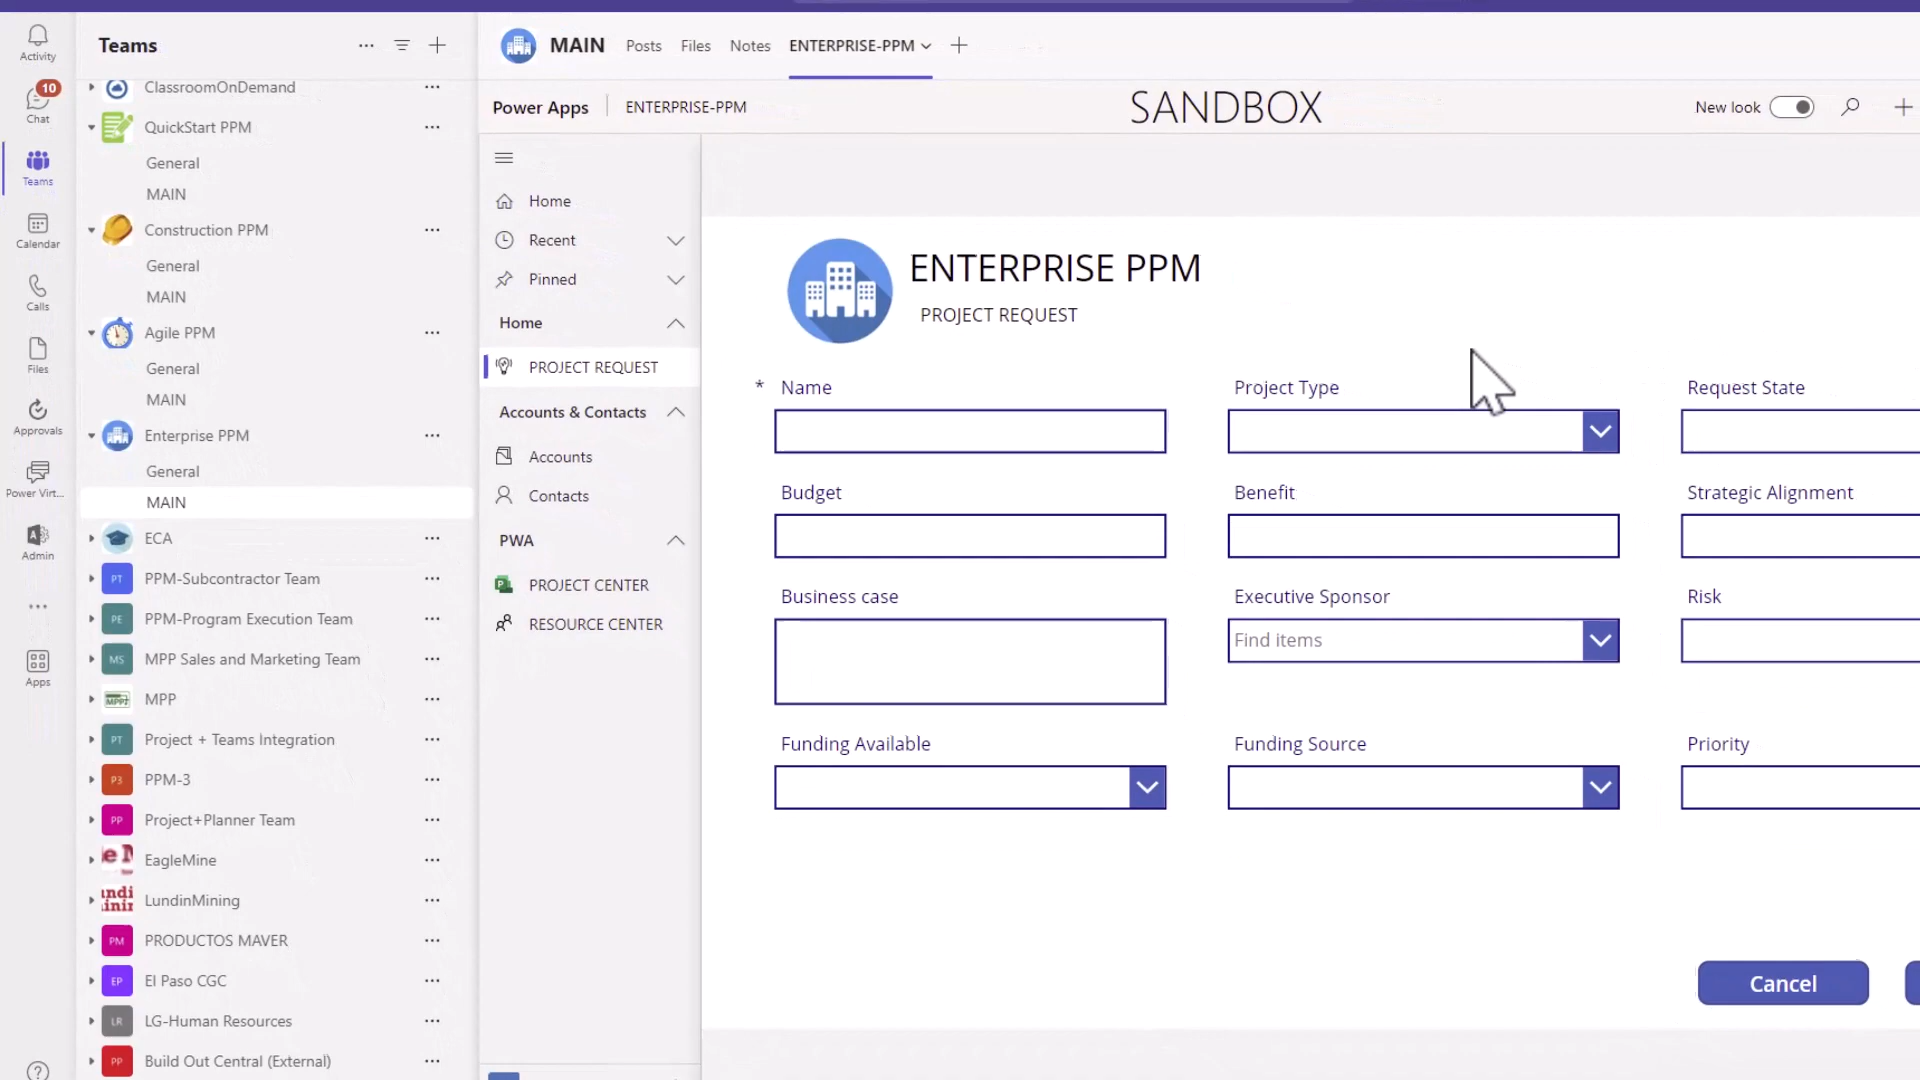 Activity
10
Chat
Teams
Calendar
Calls
Files
Approvals
Power Virt...
Admin
Apps
Teams
ClassroomOnDemand
QuickStart PPM
General
MAIN
Construction PPM
General
MAIN
Agile PPM
General
MAIN
Enterprise PPM
General
MAIN
ECA
PT PPM-Subcontractor Team
PE PPM-Program Execution Team
MS MPP Sales and Marketing Team
MPP
PT Project + Teams Integration
P3 PPM-3
PP Project+Planner Team
EagleMine
LundinMining
PM PRODUCTOS MAVER
EP El Paso CGC
LR LG-Human Resources
PP Build Out Central (External)
MAIN Posts Files Notes ENTERPRISE-PPM
Power Apps ENTERPRISE-PPM SANDBOX New look
Home
Recent
Pinned
Home
PROJECT REQUEST
Accounts & Contacts
Accounts
Contacts
PWA
PROJECT CENTER
RESOURCE CENTER
ENTERPRISE PPM
PROJECT REQUEST
* Name Project Type Request State
Budget Benefit Strategic Alignment
Business case Executive Sponsor Risk
Find items
Funding Available Funding Source Priority
Cancel